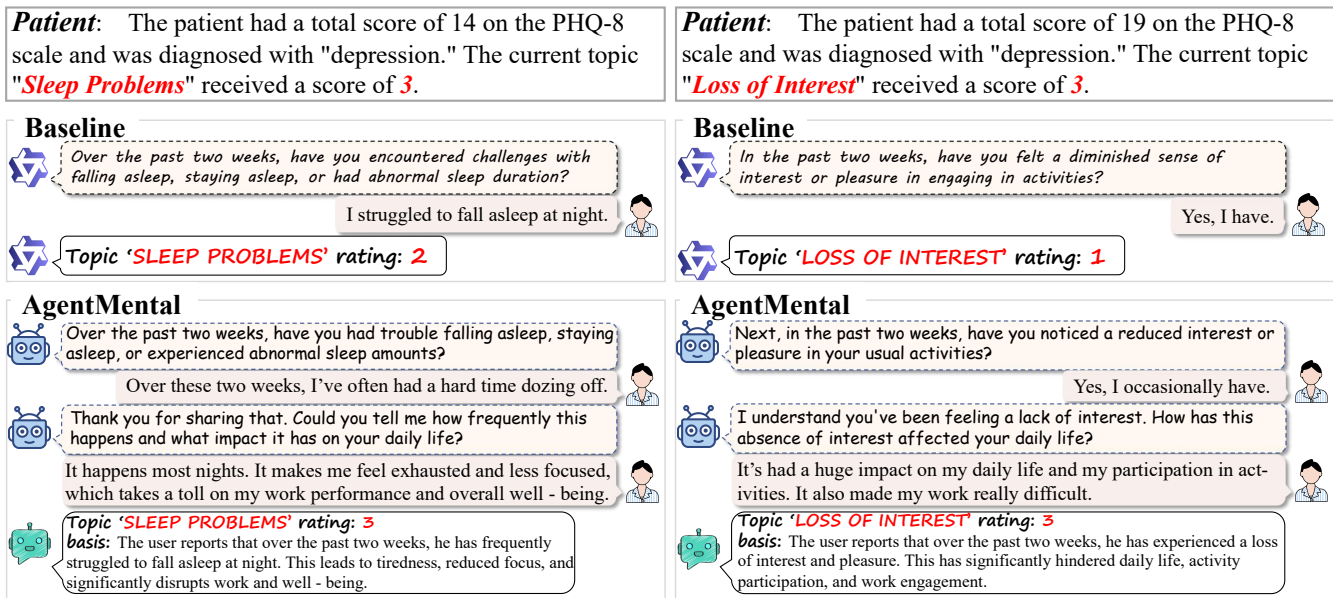 Patient: The patient had a total score of 14 on the PHQ-8
scale and was diagnosed with "depression." The current topic
"Sleep Problems" received a score of 3.
Baseline
Over the past two weeks, have you encountered challenges with
falling asleep, staying asleep, or had abnormal sleep duration?
I struggled to fall asleep at night.
Topic ‘SLEEP PROBLEMS’ rating: 2
AgentMental
Over the past two weeks, have you had trouble falling asleep, staying
asleep, or experienced abnormal sleep amounts?
Over these two weeks, I’ve often had a hard time dozing off.
Thank you for sharing that. Could you tell me how frequently this
happens and what impact it has on your daily life?
It happens most nights. It makes me feel exhausted and less focused,
which takes a toll on my work performance and overall well - being.
Topic ‘SLEEP PROBLEMS’ rating: 3
basis: The user reports that over the past two weeks, he has frequently
struggled to fall asleep at night. This leads to tiredness, reduced focus, and
significantly disrupts work and well - being.
Patient: The patient had a total score of 19 on the PHQ-8
scale and was diagnosed with "depression." The current topic
"Loss of Interest" received a score of 3.
Baseline
In the past two weeks, have you felt a diminished sense of
interest or pleasure in engaging in activities?
Yes, I have.
Topic ‘LOSS OF INTEREST’ rating: 1
AgentMental
Next, in the past two weeks, have you noticed a reduced interest or
pleasure in your usual activities?
Yes, I occasionally have.
I understand you've been feeling a lack of interest. How has this
absence of interest affected your daily life?
It’s had a huge impact on my daily life and my participation in act-
ivities. It also made my work really difficult.
Topic ‘LOSS OF INTEREST’ rating: 3
basis: The user reports that over the past two weeks, he has experienced a loss
of interest and pleasure. This has significantly hindered daily life, activity
participation, and work engagement.